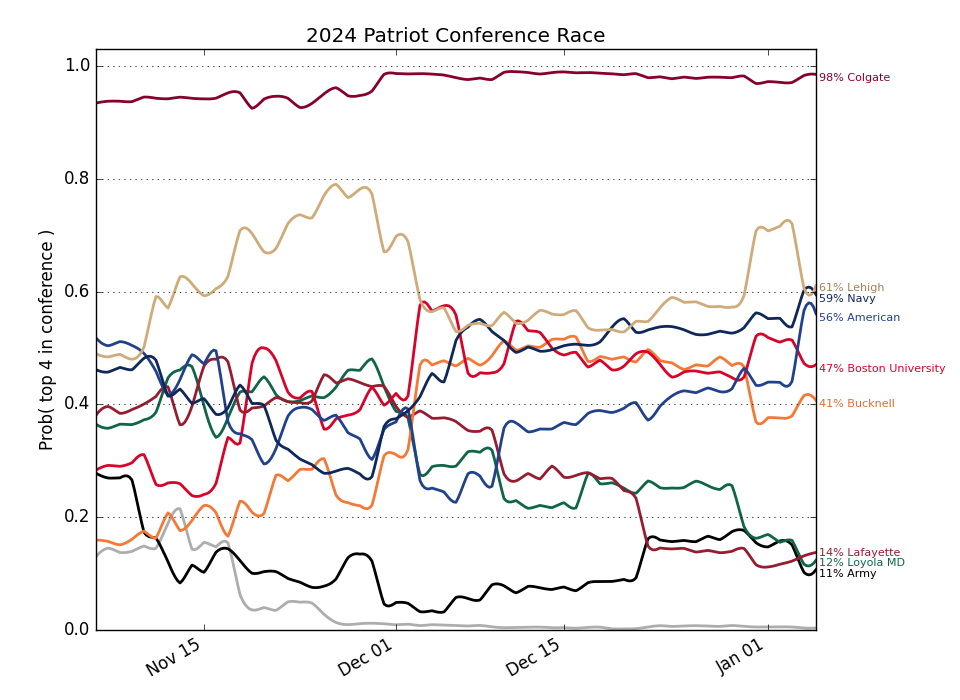 2024 Patriot Conference Race
Prob( top 4 in conference )
1.0
0.8
0.6
0.4
0.2
0.0
Nov 15
Dec 01
Dec 15
Jan 01
98% Colgate
61% Lehigh
59% Navy
56% American
47% Boston University
41% Bucknell
14% Lafayette
12% Loyola MD
11% Army